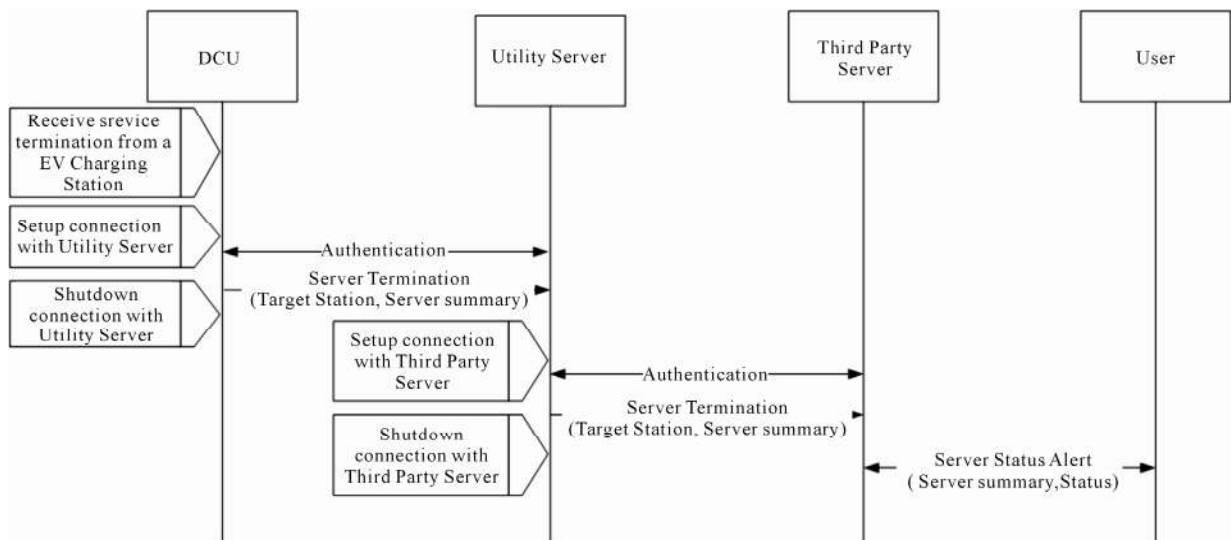 DCU
Utility Server
Third Party
Server
User
Receive srevice
termination from a
EV Charging
Station
Setup connection
with Utility Server
Authentication
Server Termination
(Target Station, Server summary)
Shutdown
connection with
Utility Server
Setup connection
with Third Party
Server
Authentication
Server Termination
(Target Station, Server summary)
Shutdown
connection with
Third Party Server
Server Status Alert
( Server summary,Status)